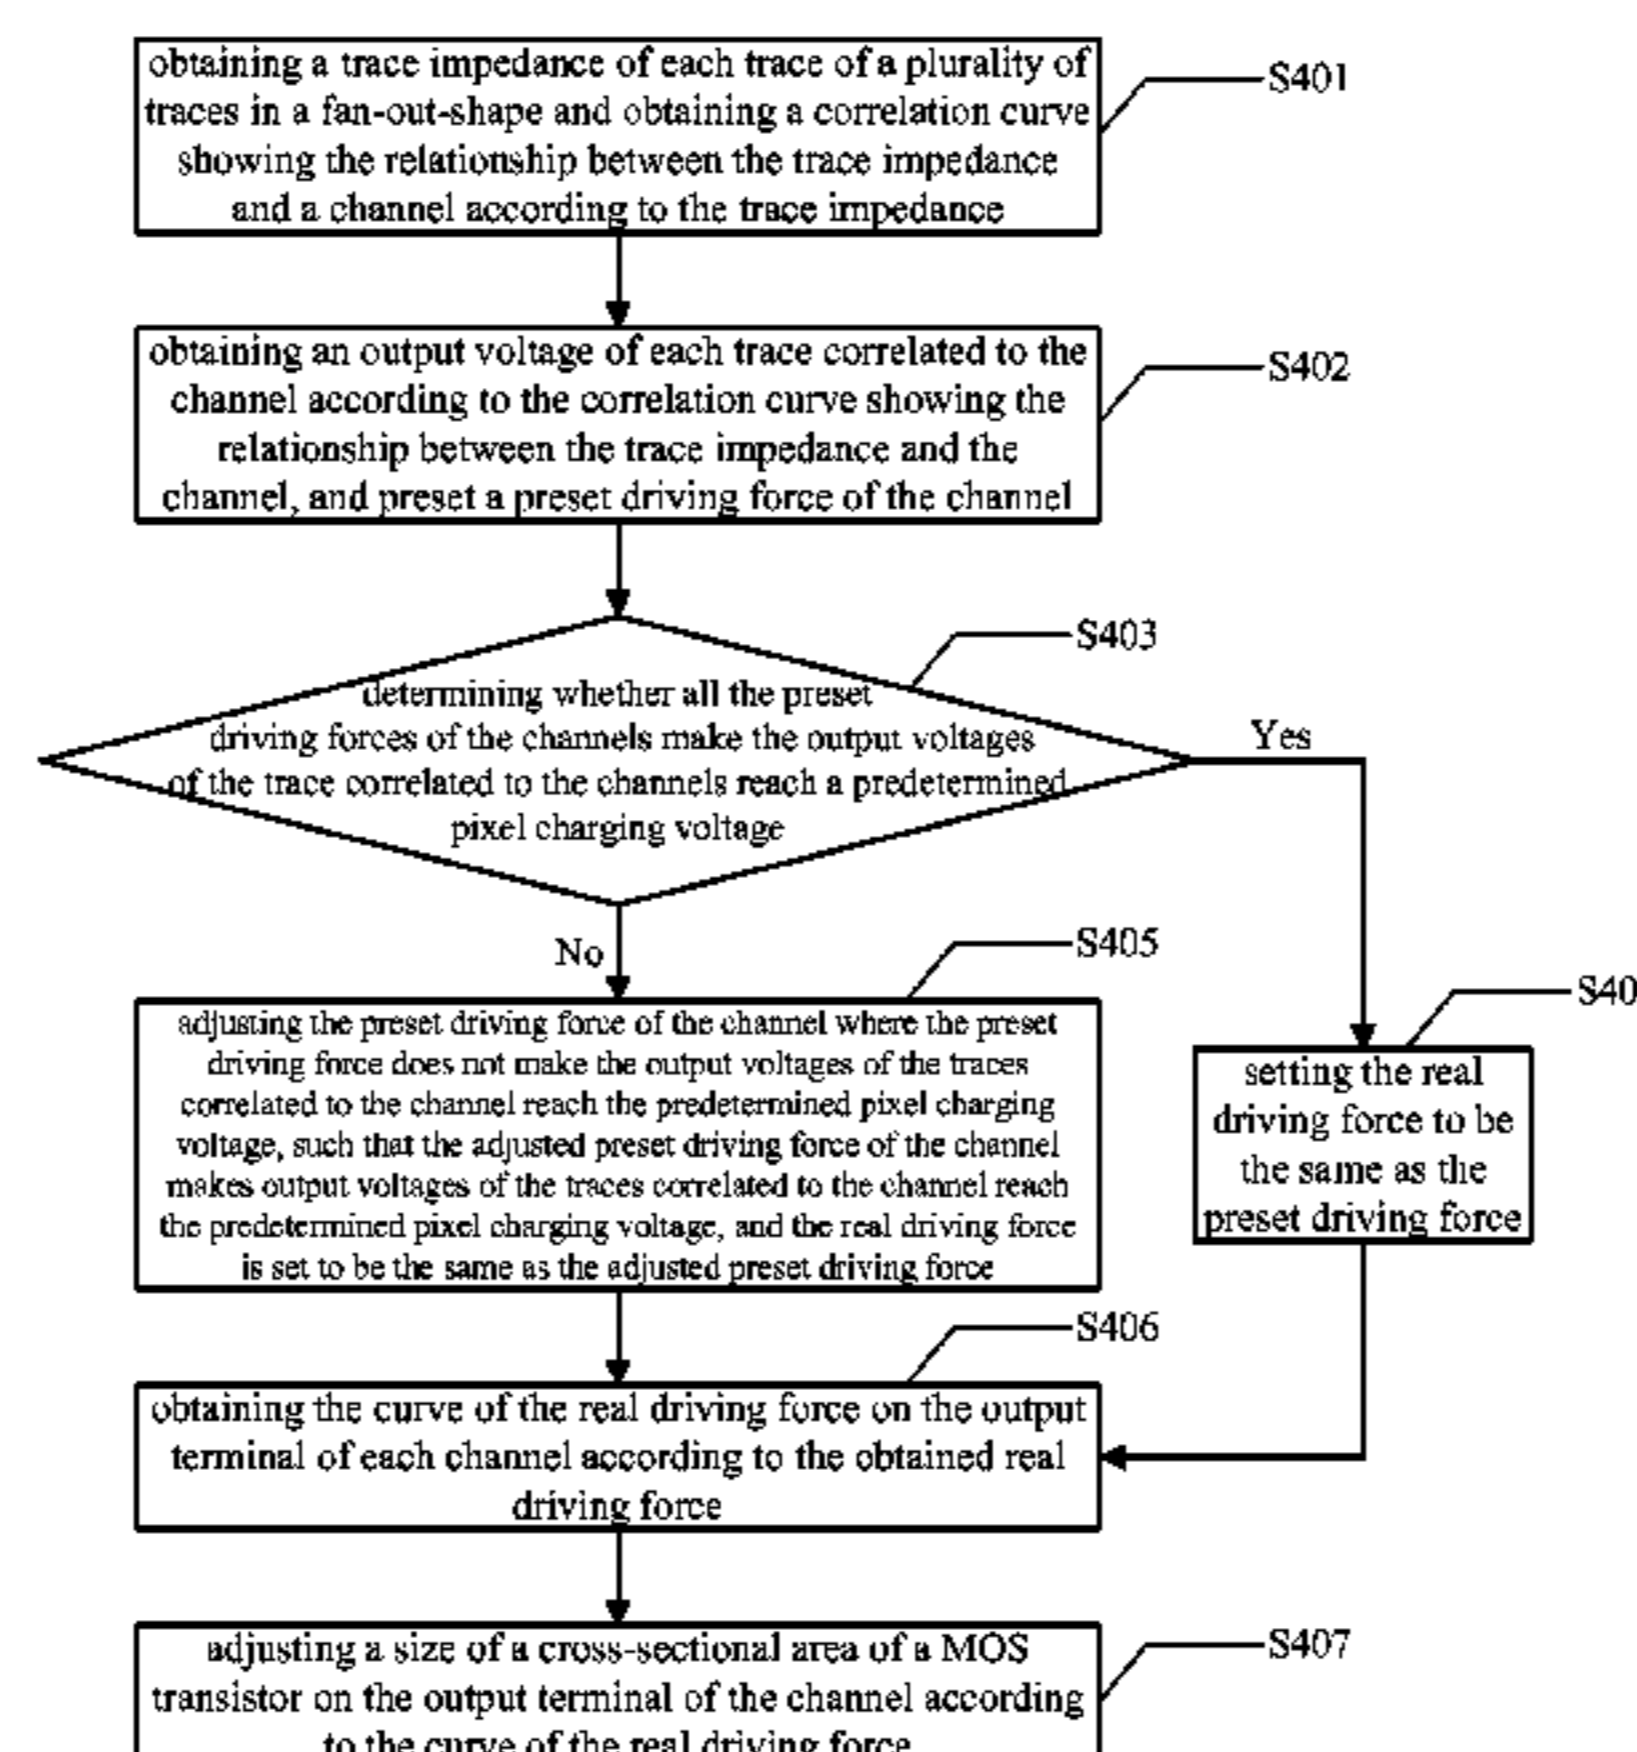 obtaining a trace impedance of each trace of a plurality of
traces in a fan-out-shape and obtaining a correlation curve
showing the relationship between the trace impedance
and a channel according to the trace impedance
S401
obtaining an output voltage of each trace correlated to the
channel according to the correlation curve showing the
relationship between the trace impedance and the
channel, and preset a preset driving force of the channel
S402
S403
determining whether all the preset
driving forces of the channels make the output voltages
of the trace correlated to the channels reach a predetermined
pixel charging voltage
Yes
No
S405
adjusting the preset driving force of the channel where the preset
driving force does not make the output voltages of the traces
correlated to the channel reach the predetermined pixel charging
voltage, such that the adjusted preset driving force of the channel
makes output voltages of the traces correlated to the channel reach
the predetermined pixel charging voltage, and the real driving force
is set to be the same as the adjusted preset driving force
S40
setting the real
driving force to be
the same as the
preset driving force
S406
obtaining the curve of the real driving force on the output
terminal of each channel according to the obtained real
driving force
S407
adjusting a size of a cross-sectional area of a MOS
transistor on the output terminal of the channel according
to the curve of the real driving force